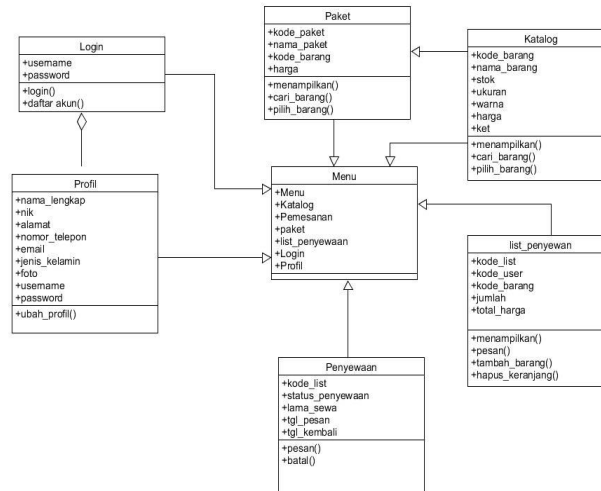 Paket
+kode_paket
+nama_paket
+kode_barang
+harga
+menampilkan()
+cari_barang()
+pilih_barang()
Katalog
+kode_barang
+nama_barang
+stok
+ukuran
+warna
+harga
+ket
+menampilkan()
+cari_barang()
+pilih_barang()
Login
+username
+password
+login()
+daftar akun()
Profil
+nama_lengkap
+nik
+alamat
+nomor_telepon
+email
+jenis_kelamin
+foto
+username
+password
+ubah_profil()
Menu
+Menu
+Katalog
+Pemesanan
+paket
+list_penyewaan
+Login
+Profil
list_penyewan
+kode_list
+kode_user
+kode_barang
+jumlah
+total_harga
+menampilkan()
+pesan()
+tambah_barang()
+hapus_keranjang()
Penyewaan
+kode_list
+status_penyewaan
+lama_sewa
+tgl_pesan
+tgl_kembali
+pesan()
+batal()